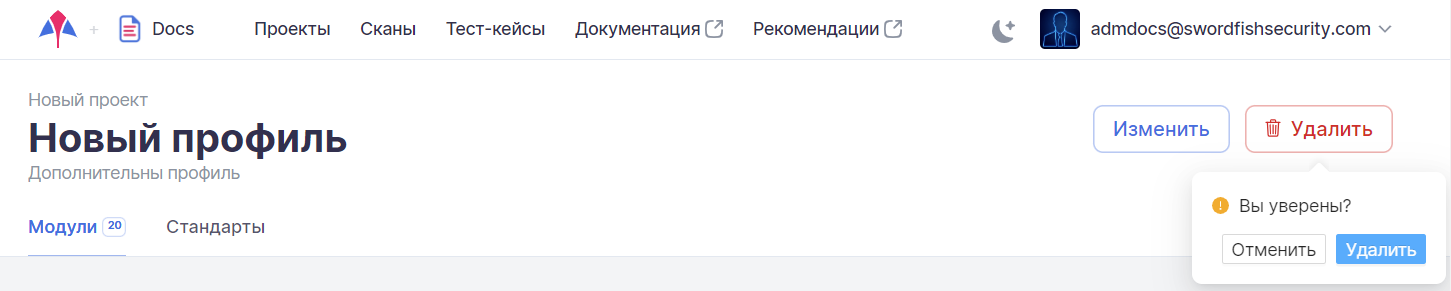 + Docs Проекты Сканы Тест-кейсы Документация Рекомендации admdocs@swordfishsecurity.com
Новый проект
Новый профиль
Дополнительны профиль
Изменить Удалить
Вы уверены?
Отменить Удалить
Модули 20 Стандарты